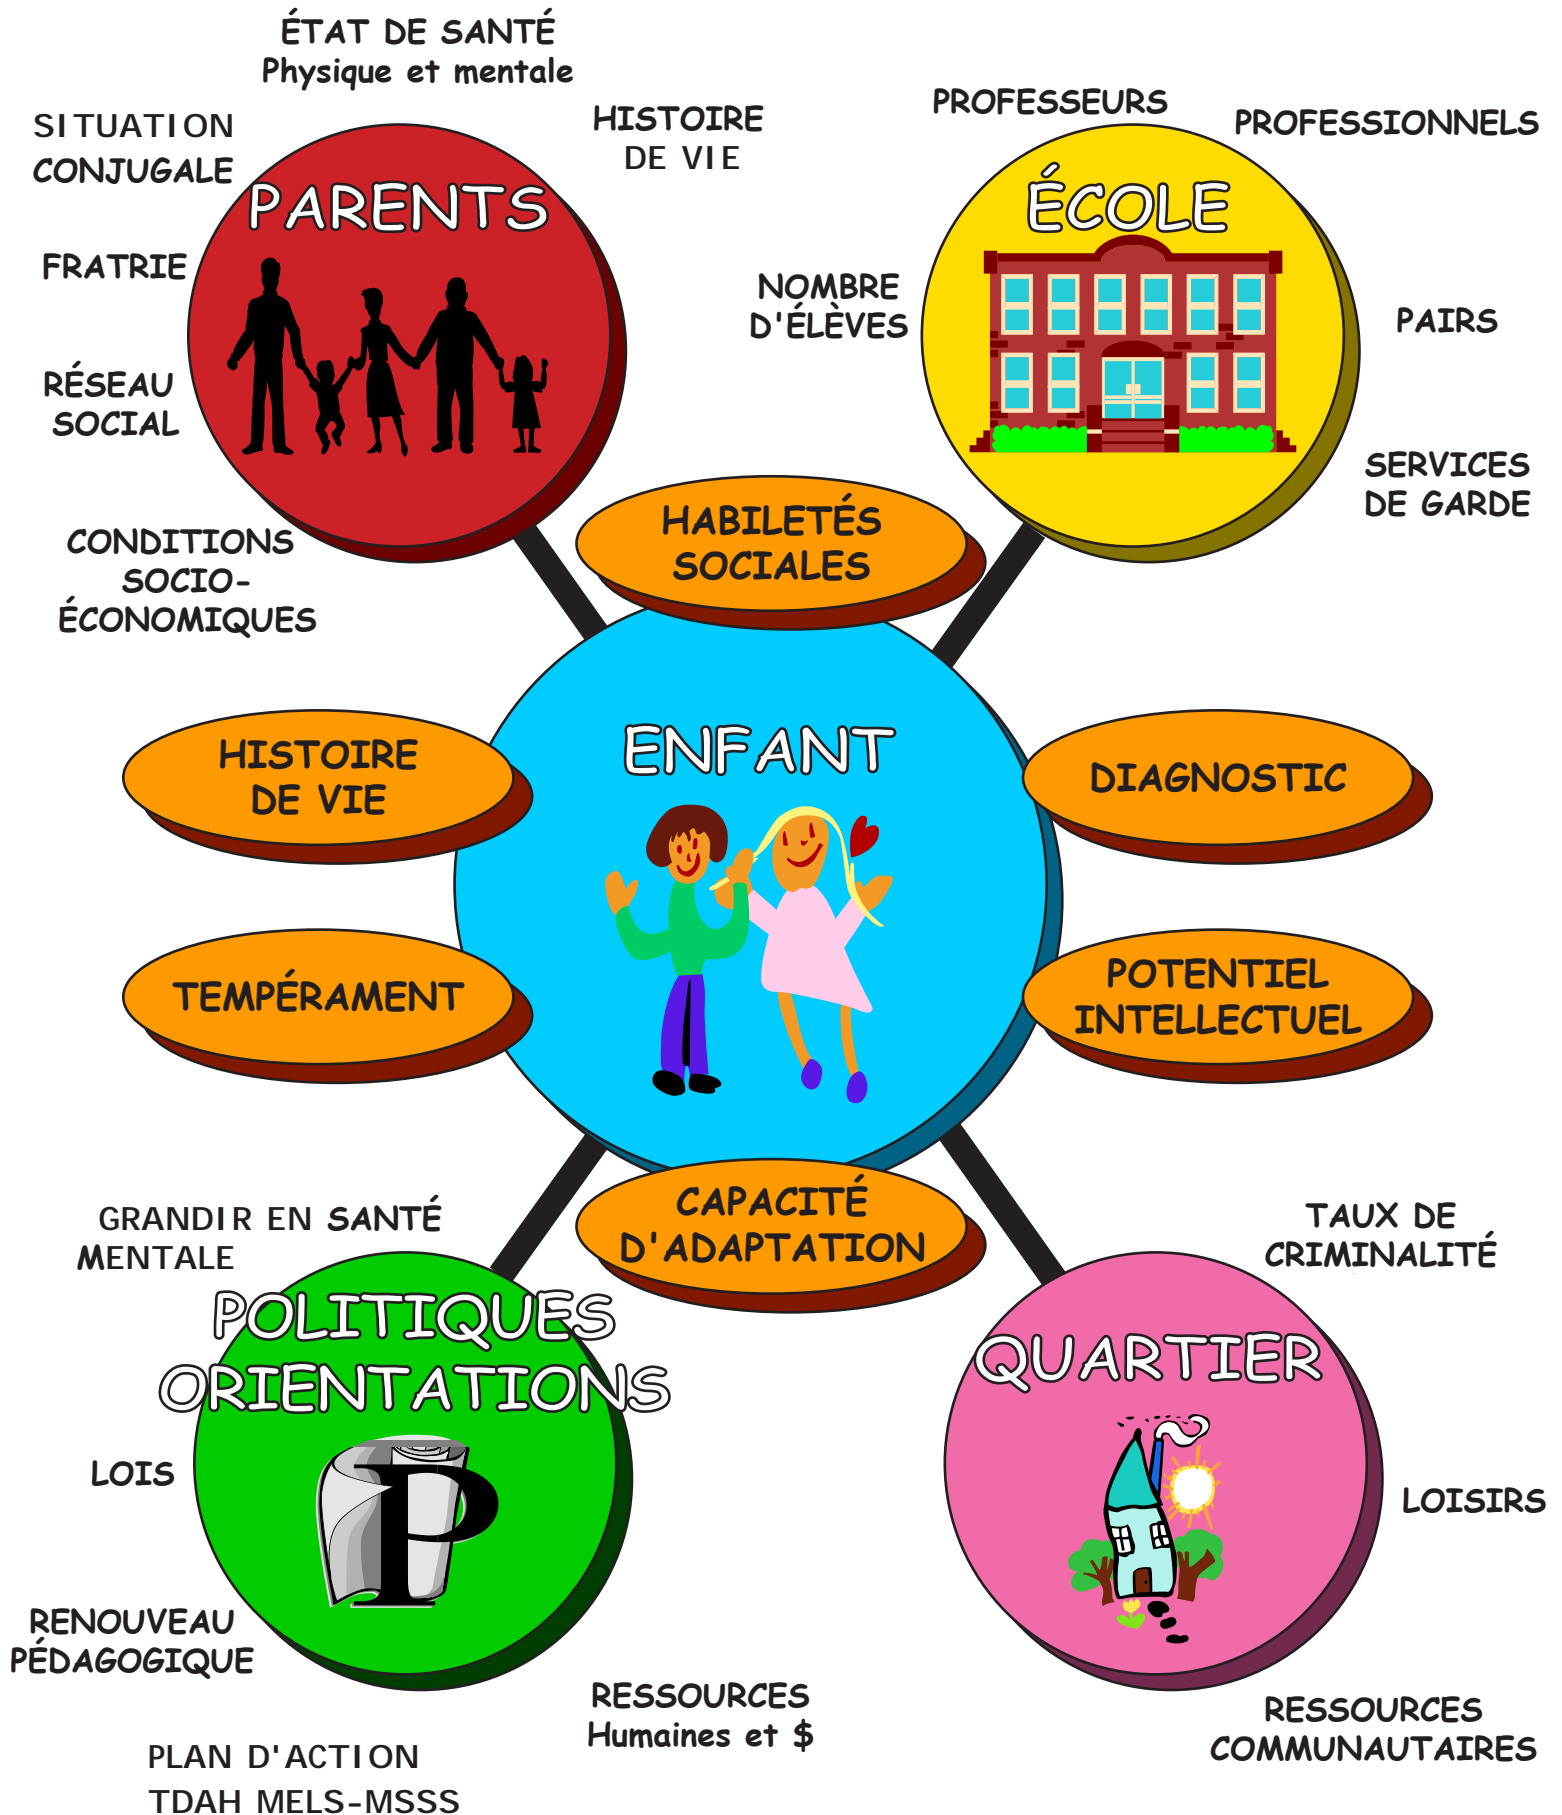 ÉTAT DE SANTÉ
Physique et mentale
SITUATION
CONJUGALE
HISTOIRE
DE VIE
PARENTS
FRATRIE
RÉSEAU
SOCIAL
CONDITIONS
SOCIO-
ÉCONOMIQUES
PROFESSEURS
PROFESSIONNELS
ÉCOLE
NOMBRE
D'ÉLÈVES
PAIRS
SERVICES
DE GARDE
HABILETÉS
SOCIALES
ENFANT
HISTOIRE
DE VIE
DIAGNOSTIC
TEMPÉRAMENT
POTENTIEL
INTELLECTUEL
CAPACITÉ
D'ADAPTATION
GRANDIR EN SANTÉ
MENTALE
POLITIQUES
ORIENTATIONS
P
LOIS
RENOUVEAU
PÉDAGOGIQUE
PLAN D'ACTION
TDAH MELS-MSSS
RESSOURCES
Humaines et $
TAUX DE
CRIMINALITÉ
QUARTIER
LOISIRS
RESSOURCES
COMMUNAUTAIRES